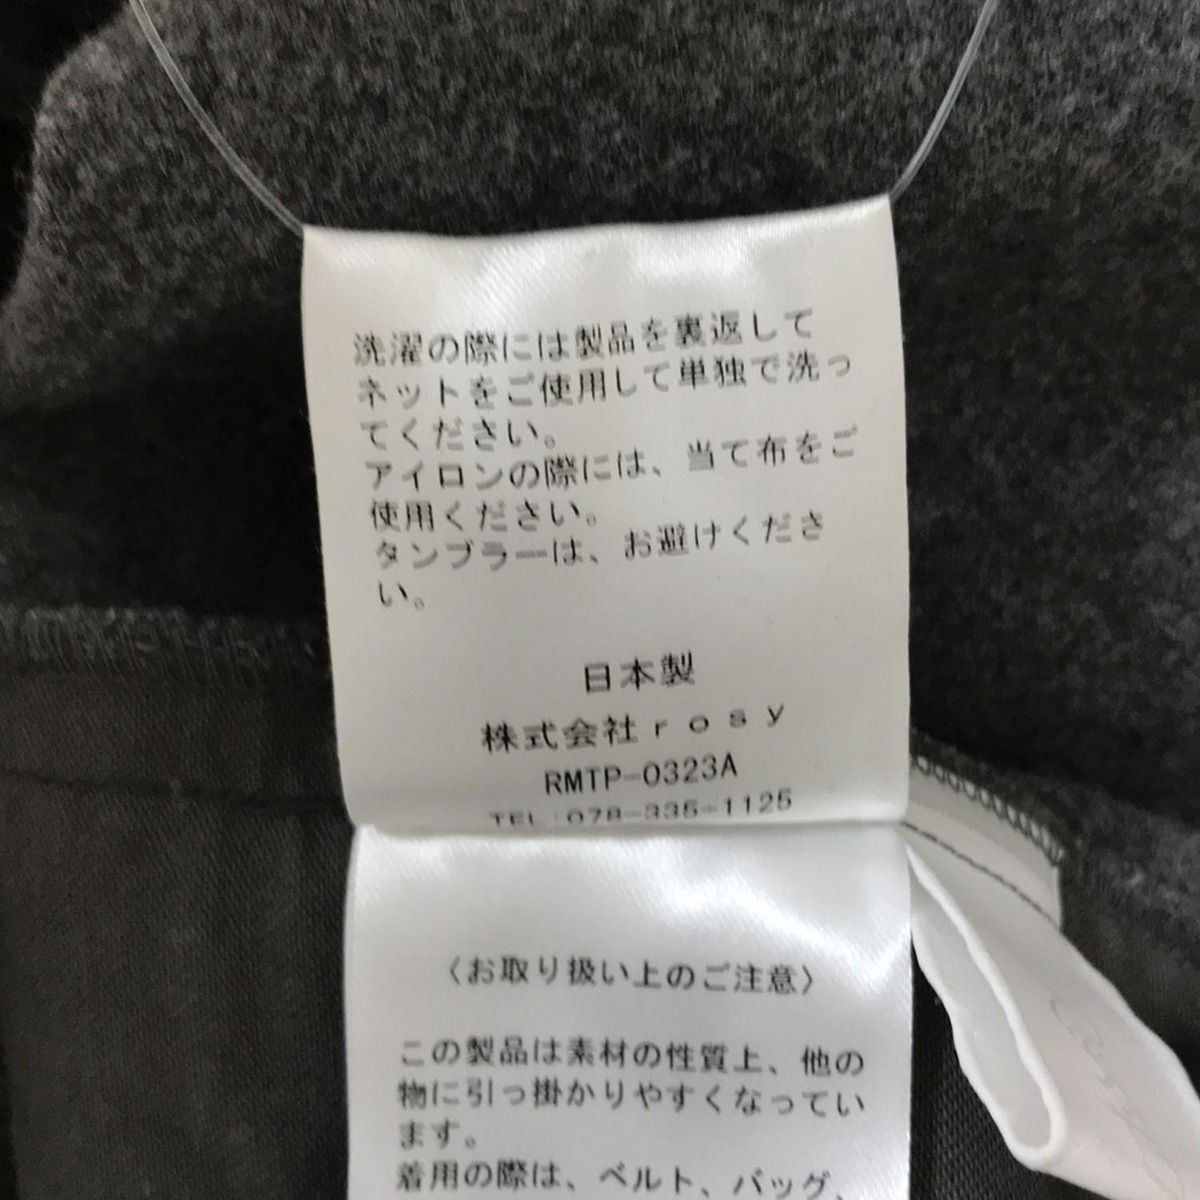 洗濯の際には製品を裏返して
ネットをご使用して単独で洗っ
てください。
アイロンの際には、当て布をご
使用ください。
タンブラーは、お避けくださ
い。
日本製
株式会社rosy
RMTP-0323A
TEL:078-335-1125
〈お取り扱い上のご注意〉
この製品は素材の性質上、他の
物に引っ掛かりやすくなってい
ます。
着用の際は、ベルト、バッグ、